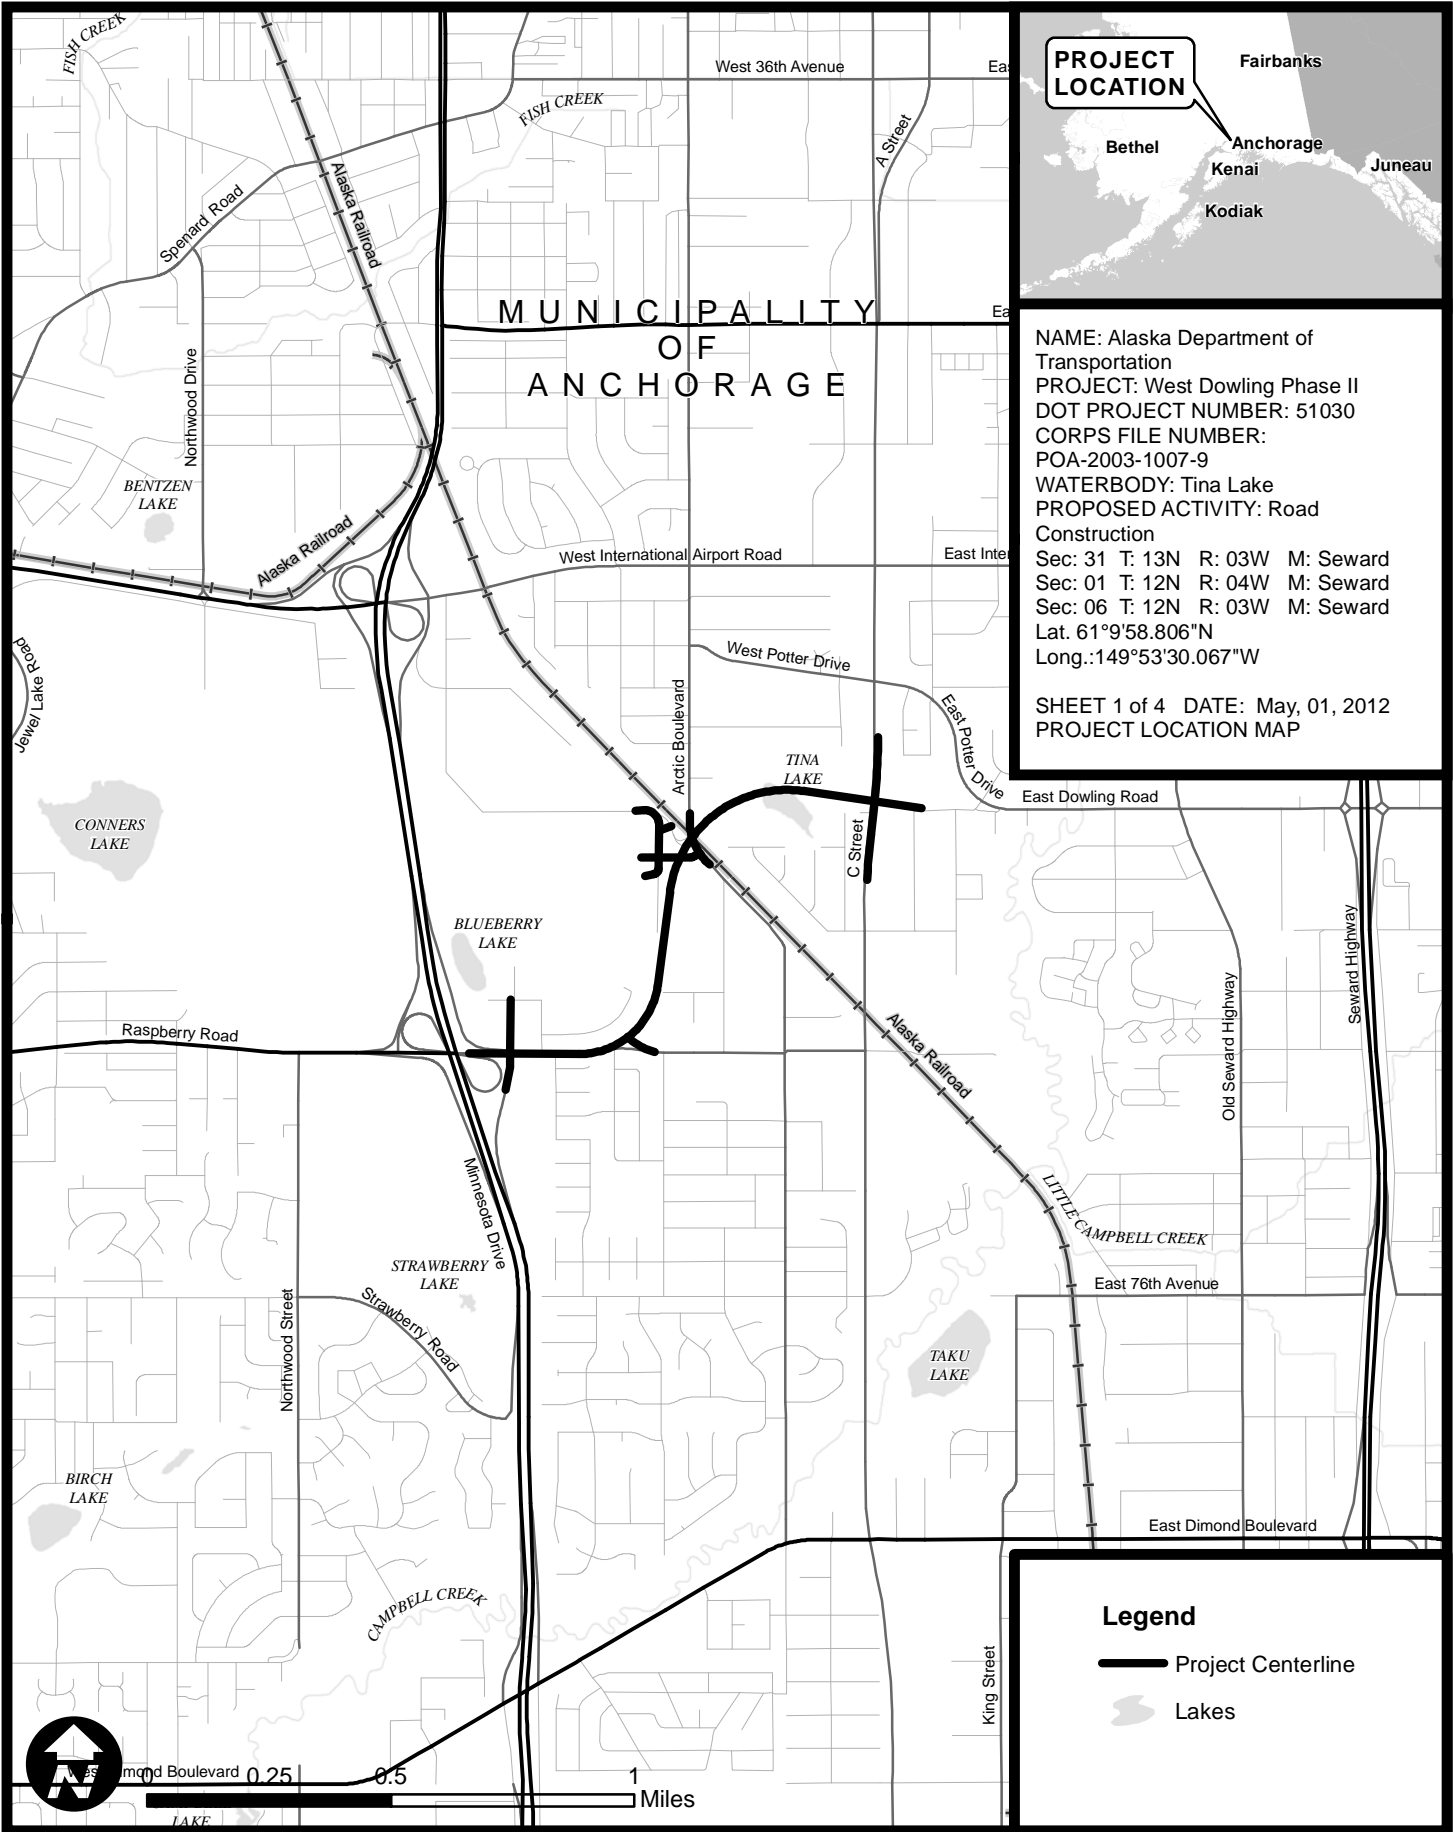 FISH CREEK
West 36th Avenue
Eas
FISH CREEK
A Street
Alaska Railroad
Spenard Road
MUNICIPALITY
OF
ANCHORAGE
Ea
Northwood Drive
BENTZEN
LAKE
Alaska Railroad
West International Airport Road
East Inte
Jewel Lake Road
West Potter Drive
Arctic Boulevard
East Potter Drive
TINA
LAKE
East Dowling Road
CONNERS
LAKE
C Street
BLUEBERRY
LAKE
Seward Highway
Old Seward Highway
Raspberry Road
Alaska Railroad
Minnesota Drive
LITTLE CAMPBELL CREEK
STRAWBERRY
LAKE
East 76th Avenue
Strawberry Road
Northwood Street
TAKU
LAKE
BIRCH
LAKE
East Dimond Boulevard
CAMPBELL CREEK
King Street
N
Boulevard
0 0.25 0.5 1
Miles
LAKE
PROJECT
LOCATION
Fairbanks
Bethel
Anchorage
Kenai
Juneau
Kodiak
NAME: Alaska Department of
Transportation
PROJECT: West Dowling Phase II
DOT PROJECT NUMBER: 51030
CORPS FILE NUMBER:
POA-2003-1007-9
WATERBODY: Tina Lake
PROPOSED ACTIVITY: Road
Construction
Sec: 31 T: 13N R: 03W M: Seward
Sec: 01 T: 12N R: 04W M: Seward
Sec: 06 T: 12N R: 03W M: Seward
Lat. 61°9'58.806"N
Long.:149°53'30.067"W
SHEET 1 of 4 DATE: May, 01, 2012
PROJECT LOCATION MAP
Legend
Project Centerline
Lakes